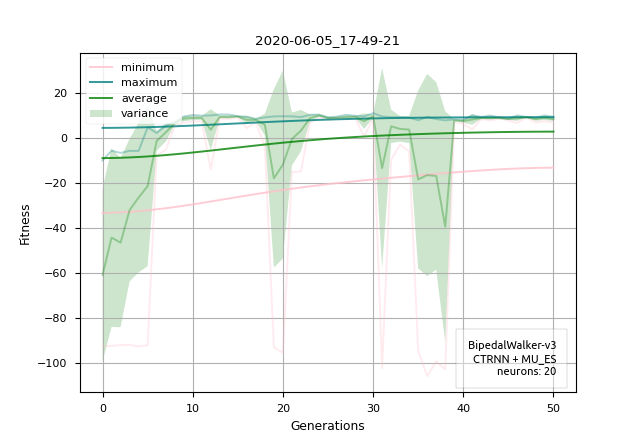 2020-06-05_17-49-21
minimum
maximum
average
variance
20
0
−20
−40
−60
−80
−100
Fitness
BipedalWalker-v3
CTRNN + MU_ES
neurons: 20
0 10 20 30 40 50
Generations